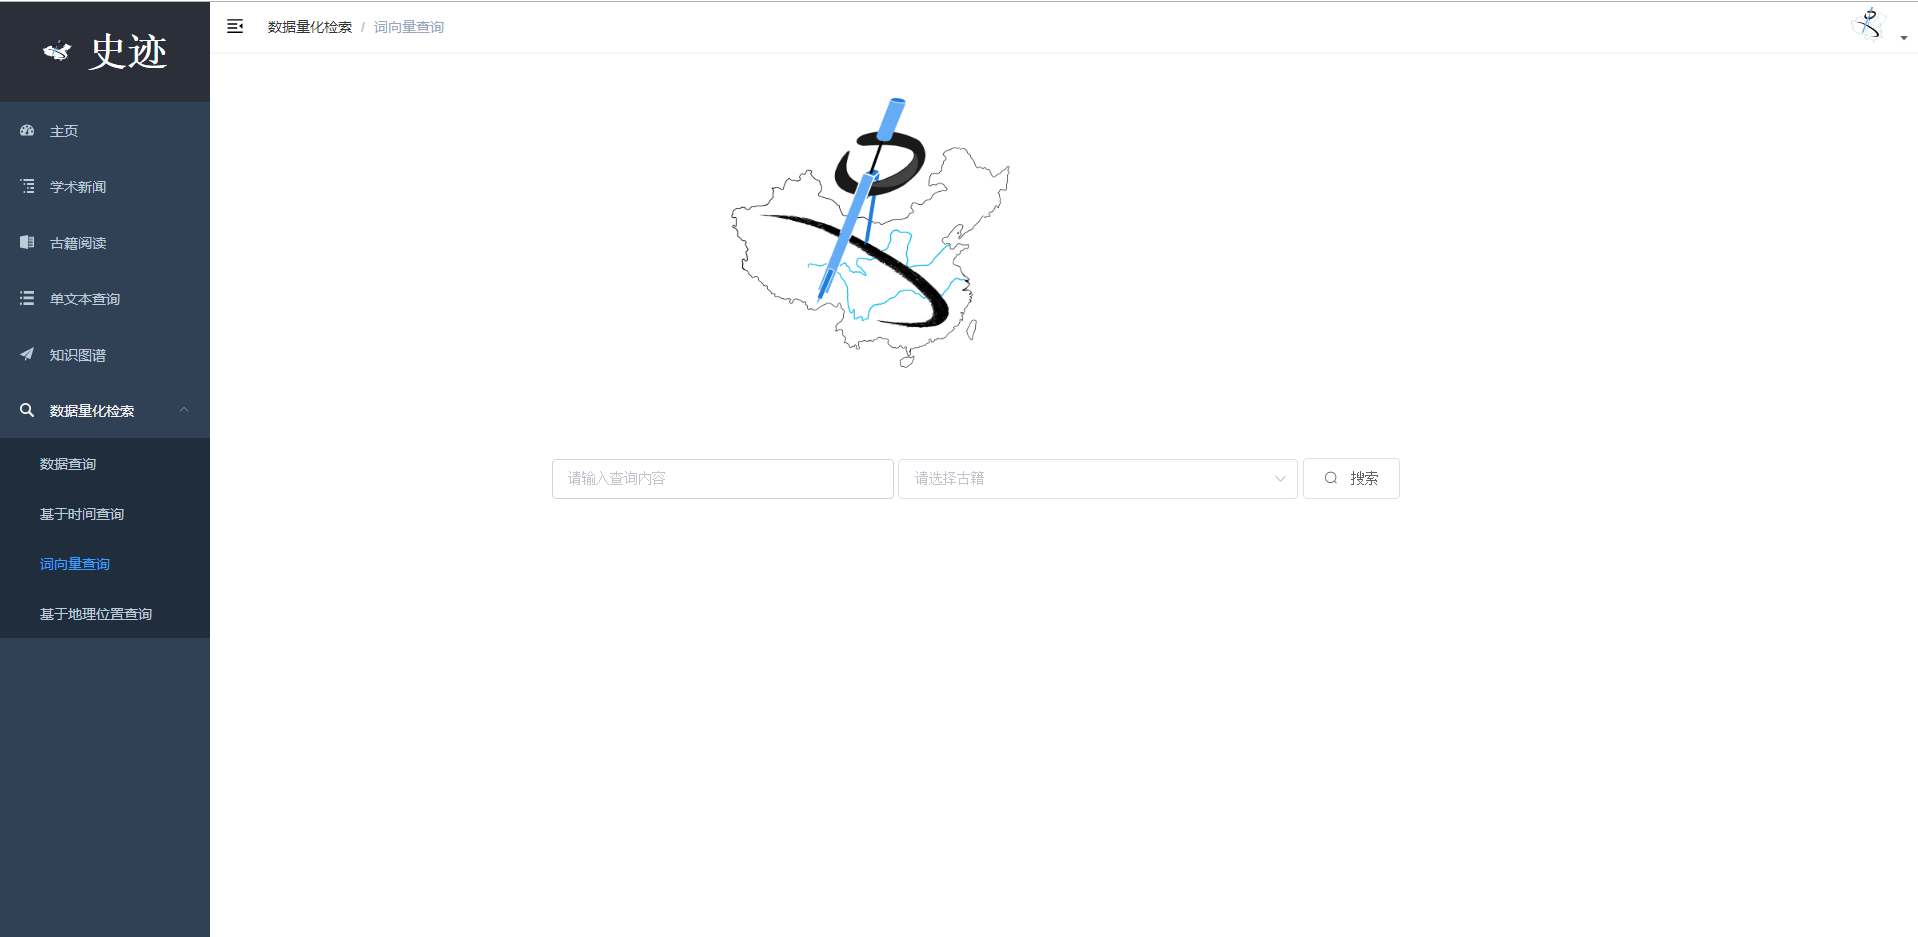 史迹
数据量化检索 / 词向量查询
主页
学术新闻
古籍阅读
单文本查询
知识图谱
数据量化检索
数据查询
基于时间查询
词向量查询
基于地理位置查询
请输入查询内容
请选择古籍
搜索